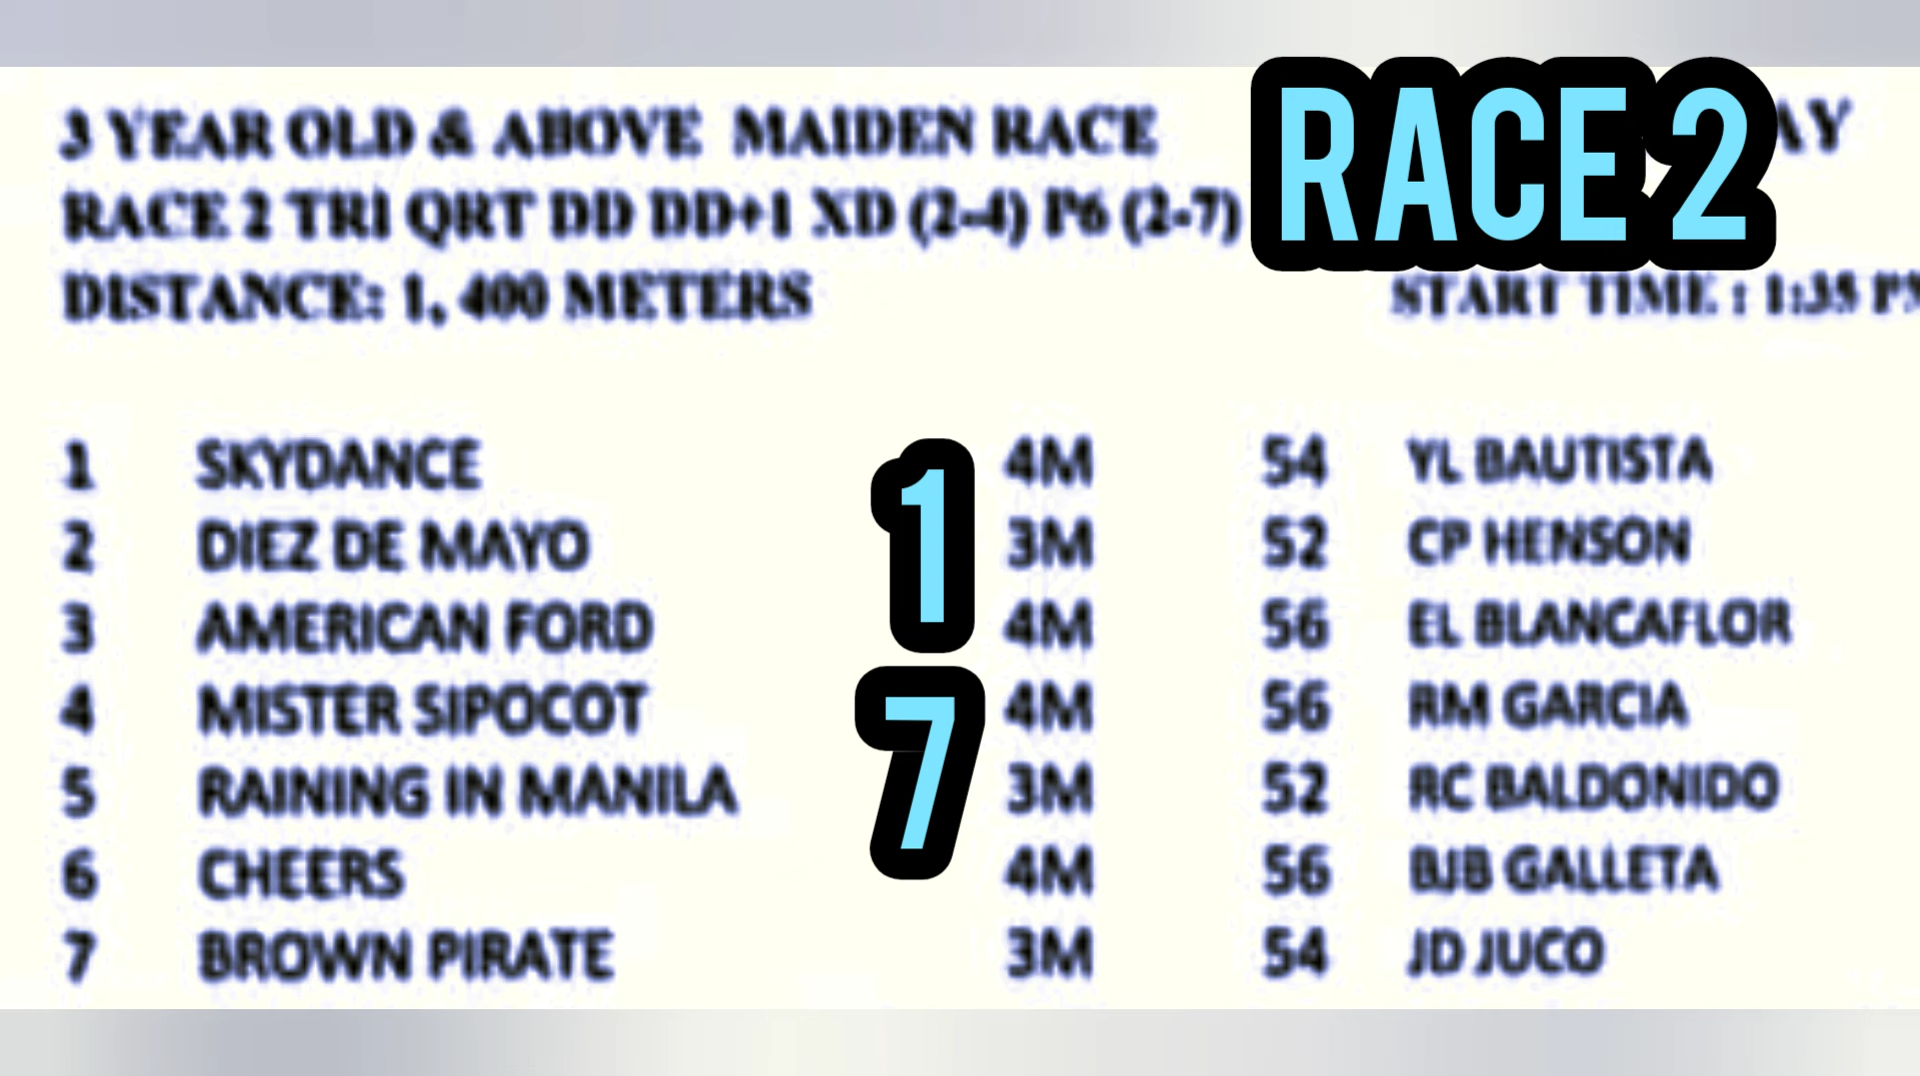 3 YEAR OLD & ABOVE MAIDEN RACE
RACE 2
RACE 2 TRI QRT DD DD+1 XD (2-4) P6 (2-7)
DISTANCE: 1, 400 METERS START TIME : 1:35
1 SKYDANCE 4M 54 YL BAUTISTA
2 DIEZ DE MAYO 3M 52 CP HENSON
3 AMERICAN FORD 4M 56 EL BLANCAFLOR
4 MISTER SIPOCOT 4M 56 RM GARCIA
5 RAINING IN MANILA 3M 52 RC BALDONIDO
6 CHEERS 4M 56 BJB GALLETA
7 BROWN PIRATE 3M 54 JD JUCO
1
7